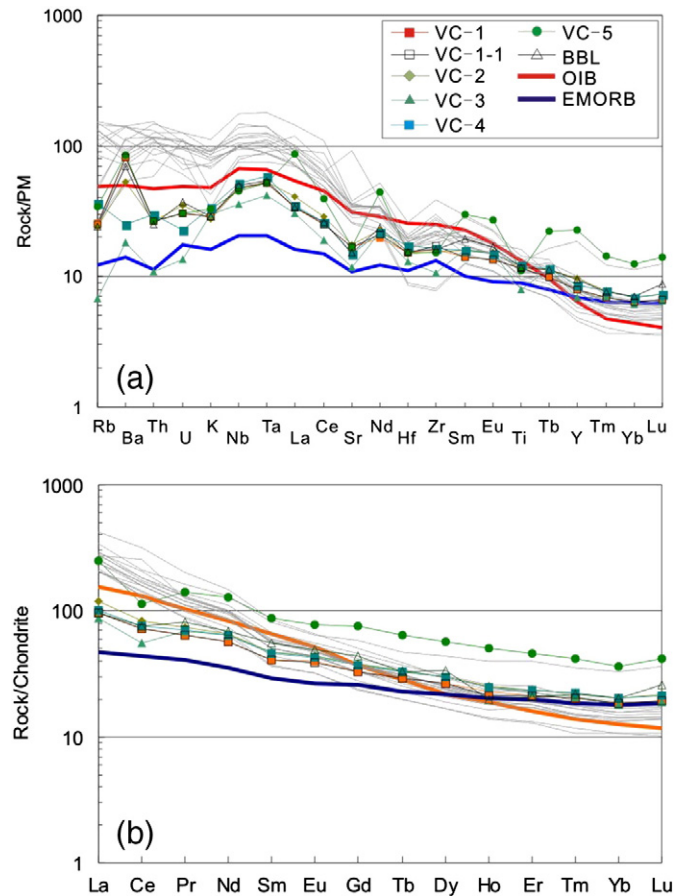 1000
100
10
1
Rock/PM
VC-1
VC-1-1
VC-2
VC-3
VC-4
VC-5
BBL
OIB
EMORB
(a)
Rb Ba Th U K Nb Ta La Ce Sr Nd Hf Zr Sm Eu Ti Tb Y Tm Yb Lu
1000
100
10
1
Rock/Chondrite
(b)
La Ce Pr Nd Sm Eu Gd Tb Dy Ho Er Tm Yb Lu